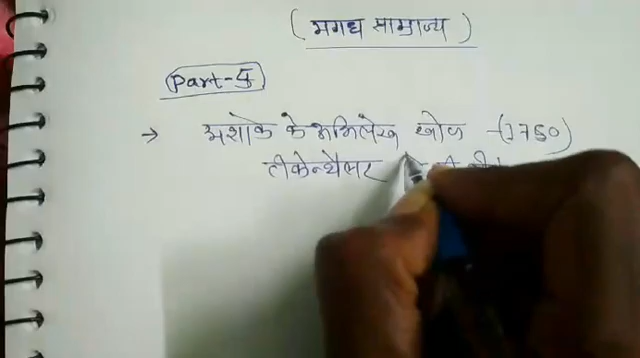 (मगध साम्राज्य)
Part-5
→ अशोक के अभिलेख खोज -(1750)
टीकेन्थैलर